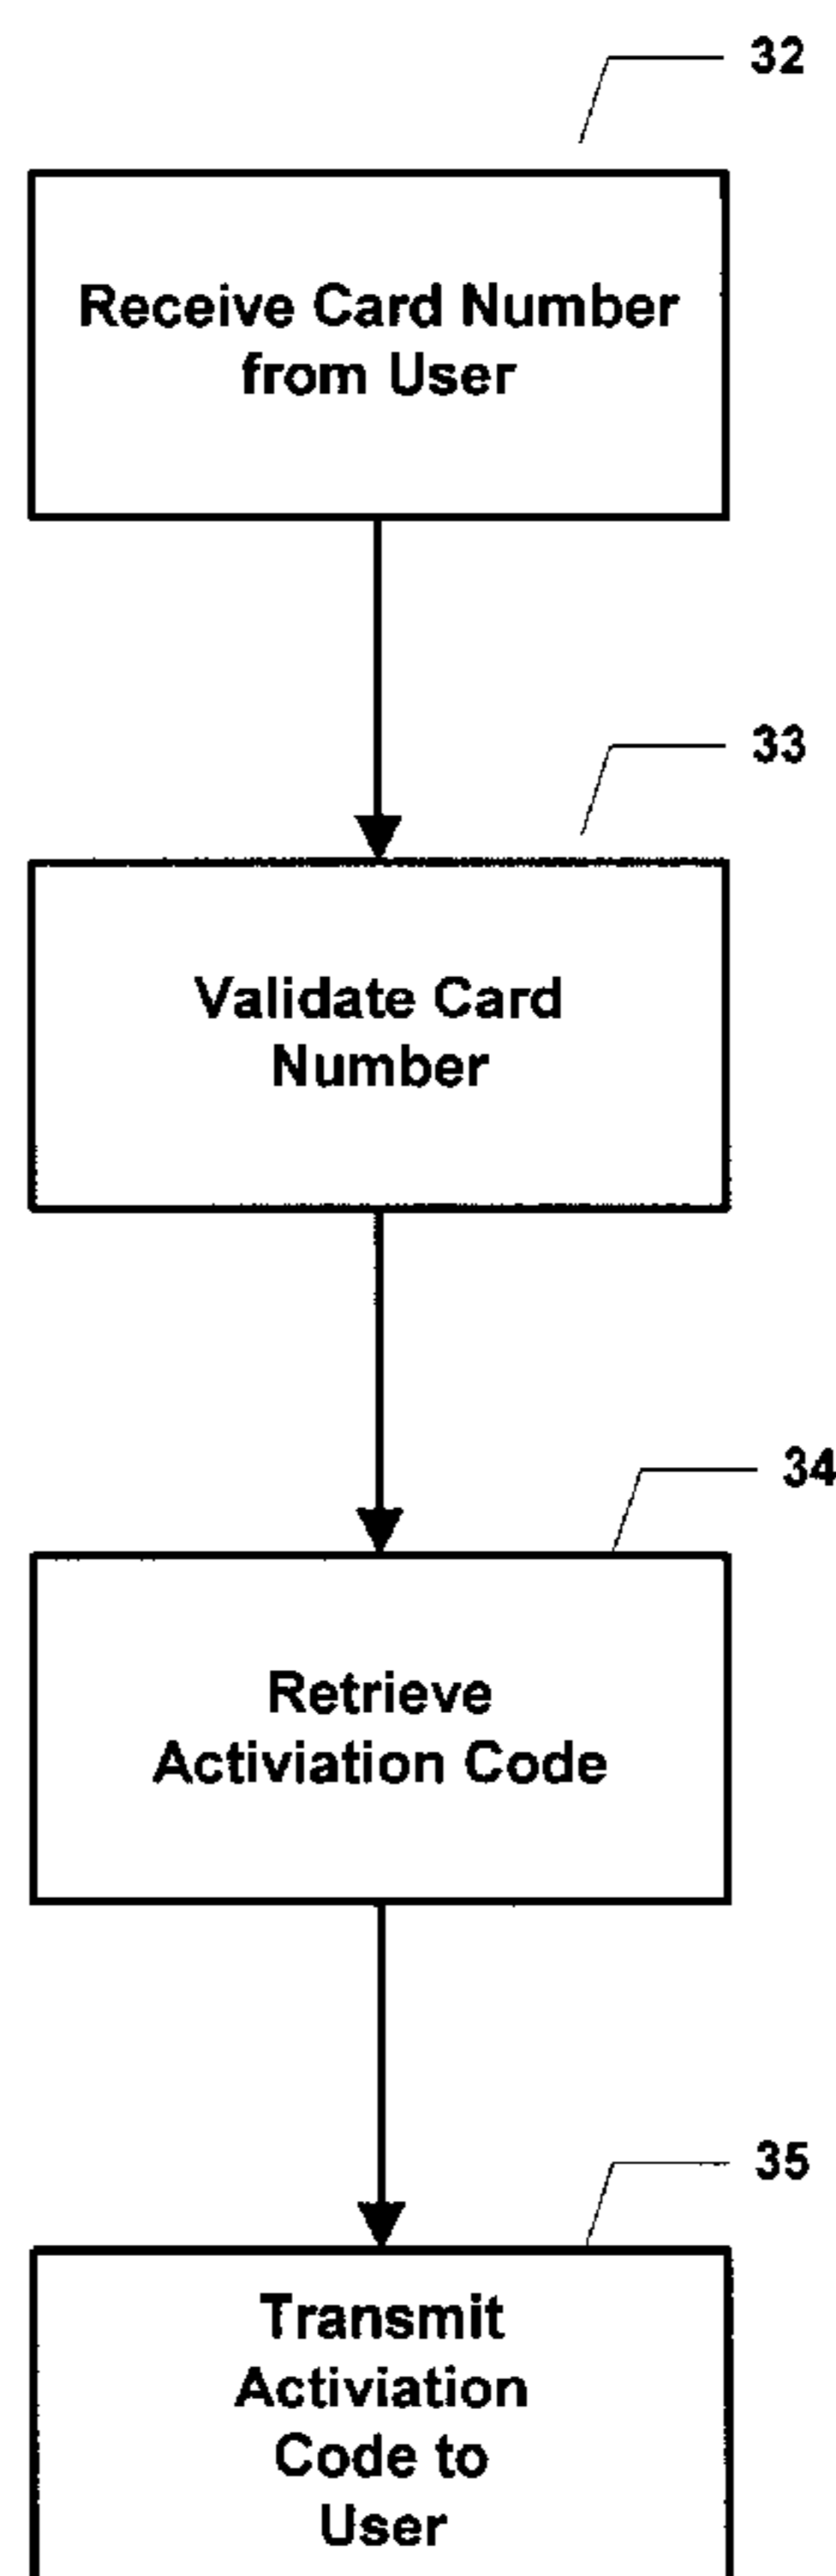 32
Receive Card Number
from User
33
Validate Card
Number
34
Retrieve
Activiation Code
35
Transmit
Activiation
Code to
User